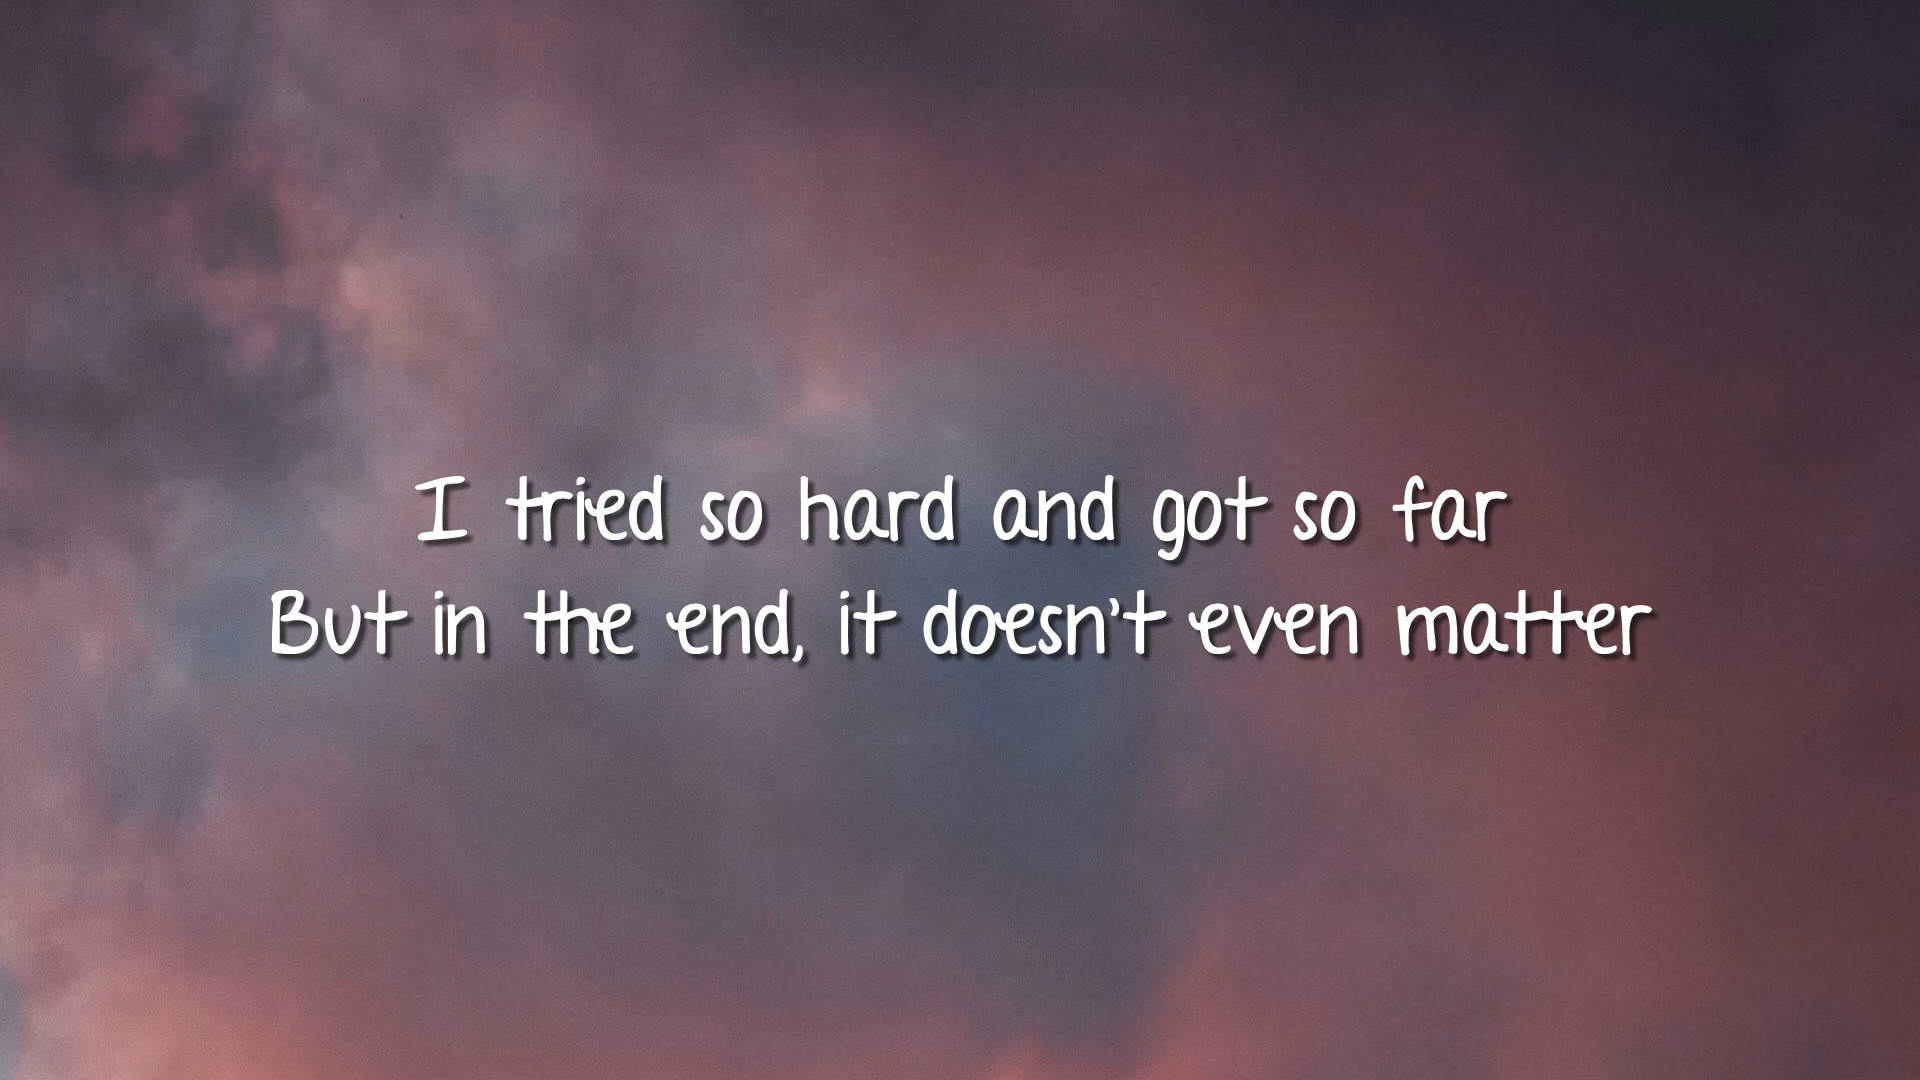 I tried so hard and got so far
But in the end, it doesn't even matter